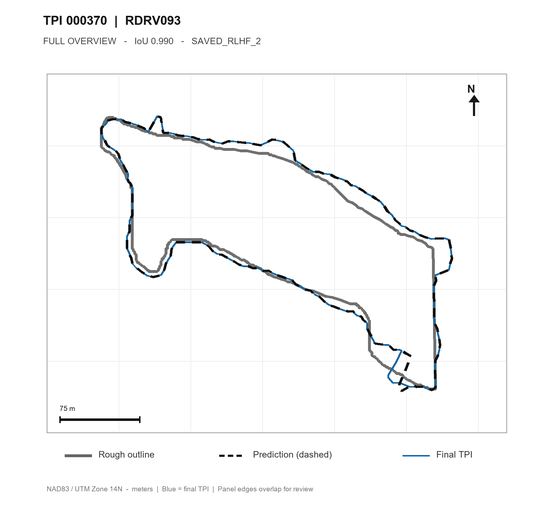 TPI 000370 | RDRV093
FULL OVERVIEW - IoU 0.990 - SAVED_RLHF_2
N
75 m
Rough outline
Prediction (dashed)
Final TPI
NAD83 / UTM Zone 14N - meters | Blue = final TPI | Panel edges overlap for review